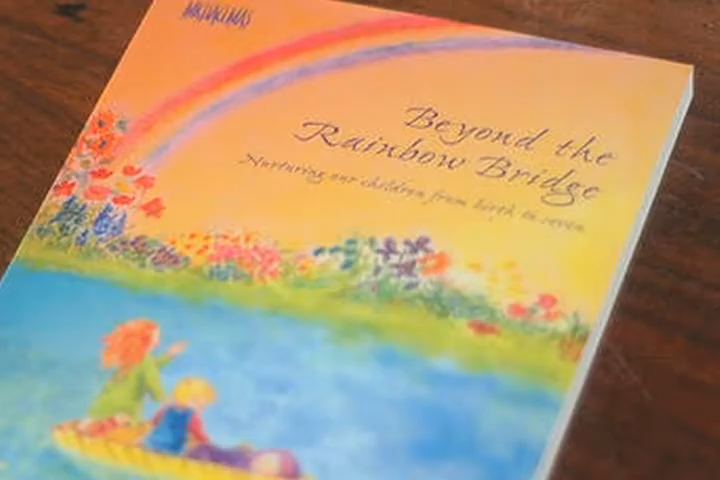 Beyond the
Rainbow Bridge
Nurturing our children from birth to seven